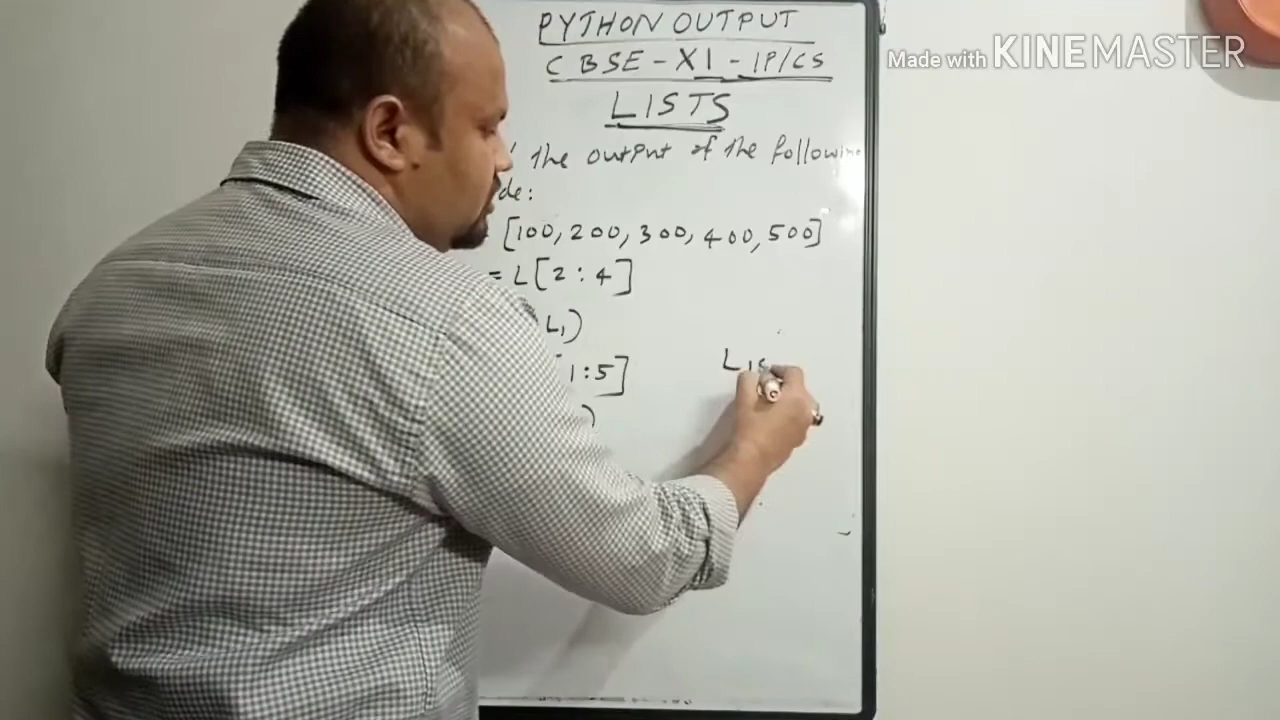 PYTHON OUTPUT
Made with KINEMASTER
CBSE - XI - IP/CS
LISTS
the output of the following
de:
[100, 200, 300, 400, 500]
= L[2:4]
L1)
Lis
1:5]
)